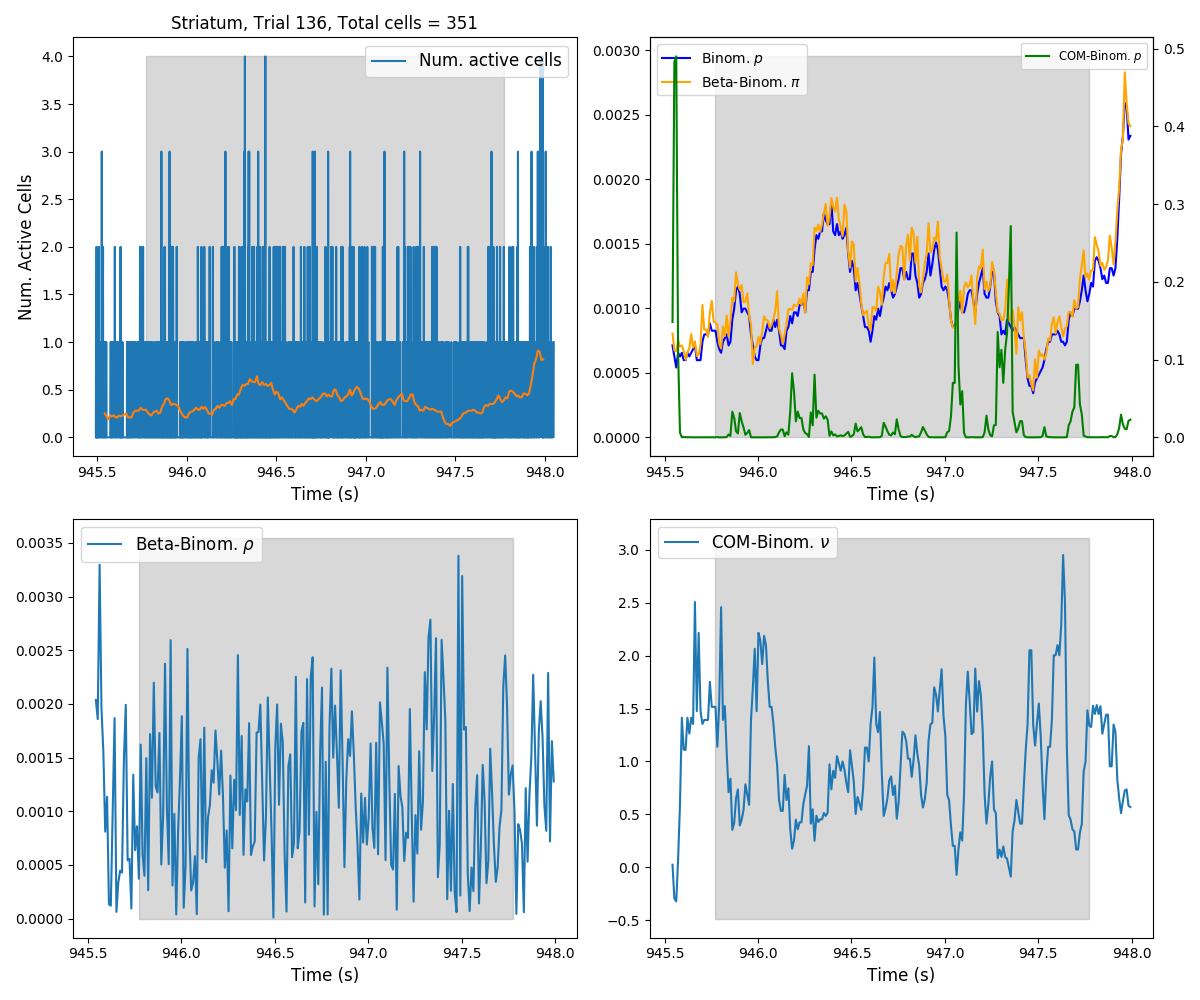 Striatum, Trial 136, Total cells = 351
Num. active cells
4.0
3.5
3.0
2.5
2.0
1.5
1.0
0.5
0.0
Num. Active Cells
945.5 946.0 946.5 947.0 947.5 948.0
Time (s)
Binom. p
Beta-Binom. π
COM-Binom. p
0.0030
0.0025
0.0020
0.0015
0.0010
0.0005
0.0000
0.5
0.4
0.3
0.2
0.1
0.0
945.5 946.0 946.5 947.0 947.5 948.0
Time (s)
Beta-Binom. ρ
0.0035
0.0030
0.0025
0.0020
0.0015
0.0010
0.0005
0.0000
945.5 946.0 946.5 947.0 947.5 948.0
Time (s)
COM-Binom. ν
3.0
2.5
2.0
1.5
1.0
0.5
0.0
−0.5
945.5 946.0 946.5 947.0 947.5 948.0
Time (s)